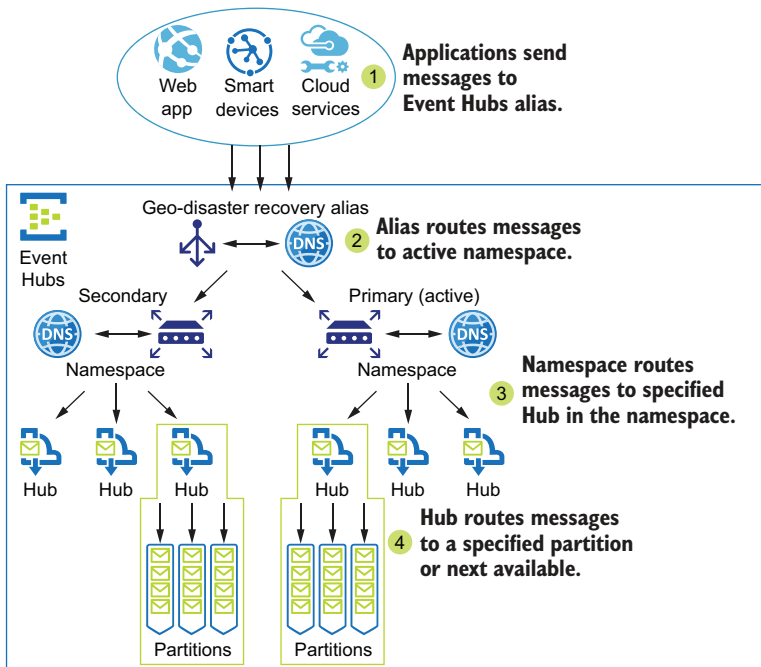 Web
app
Smart
devices
Cloud
services
1
Applications send
messages to
Event Hubs alias.
Event
Hubs
Geo-disaster recovery alias
DNS
2
Alias routes messages
to active namespace.
Secondary
Primary (active)
DNS
DNS
Namespace
Namespace
3
Namespace routes
messages to specified
Hub in the namespace.
Hub
Hub
Hub
Hub
Hub
Hub
4
Hub routes messages
to a specified partition
or next available.
Partitions
Partitions